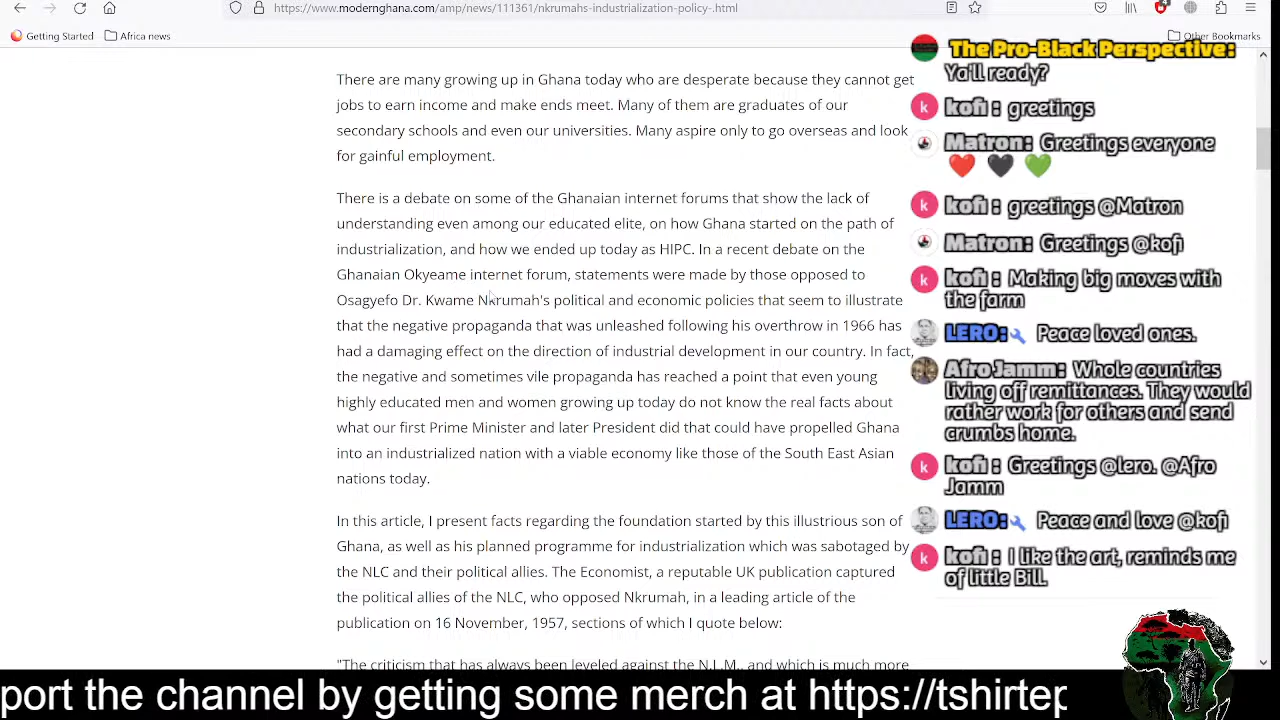 https://www.modernghana.com/amp/news/111361/nkrumahs-industrialization-policy-.html
Getting Started
Africa news
Other Bookmarks
There are many growing up in Ghana today who are desperate because they cannot get
jobs to earn income and make ends meet. Many of them are graduates of our
secondary schools and even our universities. Many aspire only to go overseas and look
for gainful employment.
There is a debate on some of the Ghanaian internet forums that show the lack of
understanding even among our educated elite, on how Ghana started on the path of
industrialization, and how we ended up today as HIPC. In a recent debate on the
Ghanaian Okyeame internet forum, statements were made by those opposed to
Osagyefo Dr. Kwame Nkrumah's political and economic policies that seem to illustrate
that the negative propaganda that was unleashed following his overthrow in 1966 has
had a damaging effect on the direction of industrial development in our country. In fact,
the negative and sometimes vile propaganda has reached a point that even young
highly educated men and women growing up today do not know the real facts about
what our first Prime Minister and later President did that could have propelled Ghana
into an industrialized nation with a viable economy like those of the South East Asian
nations today.
In this article, I present facts regarding the foundation started by this illustrious son of
Ghana, as well as his planned programme for industrialization which was sabotaged by
the NLC and their political allies. The Economist, a reputable UK publication captured
the political allies of the NLC, who opposed Nkrumah, in a leading article of the
publication on 16 November, 1957, sections of which I quote below:
"The criticism that has always been leveled against the N.L.M., and which is much more
The Pro-Black Perspective:
Ya'll ready?
k kofi : greetings
Matron: Greetings everyone
❤️ 🖤 💚
k kofi : greetings @Matron
Matron: Greetings @kofi
k kofi : Making big moves with
the farm
LERO: Peace loved ones.
Afro Jamm: Whole countries
living off remittances. They would
rather work for others and send
crumbs home.
k kofi : Greetings @lero. @Afro
Jamm
LERO: Peace and love @kofi
k kofi : I like the art, reminds me
of little Bill.
port the channel by getting some merch at https://tshirtep